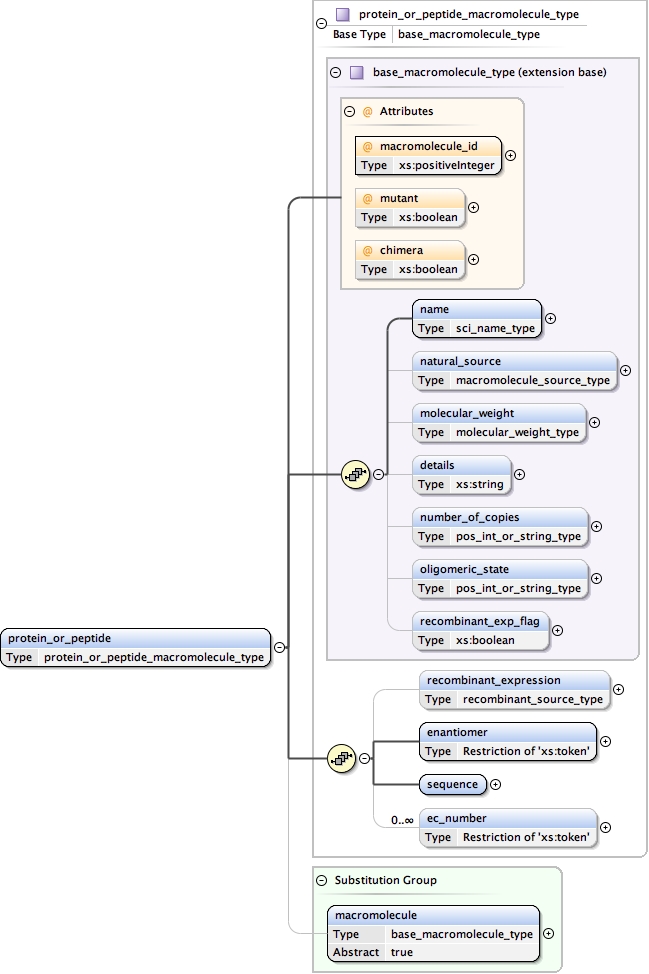 protein_or_peptide_macromolecule_type
Base Type base_macromolecule_type
base_macromolecule_type (extension base)
@ Attributes
@ macromolecule_id
Type xs:positiveInteger
@ mutant
Type xs:boolean
@ chimera
Type xs:boolean
name
Type sci_name_type
natural_source
Type macromolecule_source_type
molecular_weight
Type molecular_weight_type
details
Type xs:string
number_of_copies
Type pos_int_or_string_type
oligomeric_state
Type pos_int_or_string_type
recombinant_exp_flag
Type xs:boolean
protein_or_peptide
Type protein_or_peptide_macromolecule_type
recombinant_expression
Type recombinant_source_type
enantiomer
Type Restriction of 'xs:token'
sequence
0..∞ ec_number
Type Restriction of 'xs:token'
Substitution Group
macromolecule
Type base_macromolecule_type
Abstract true